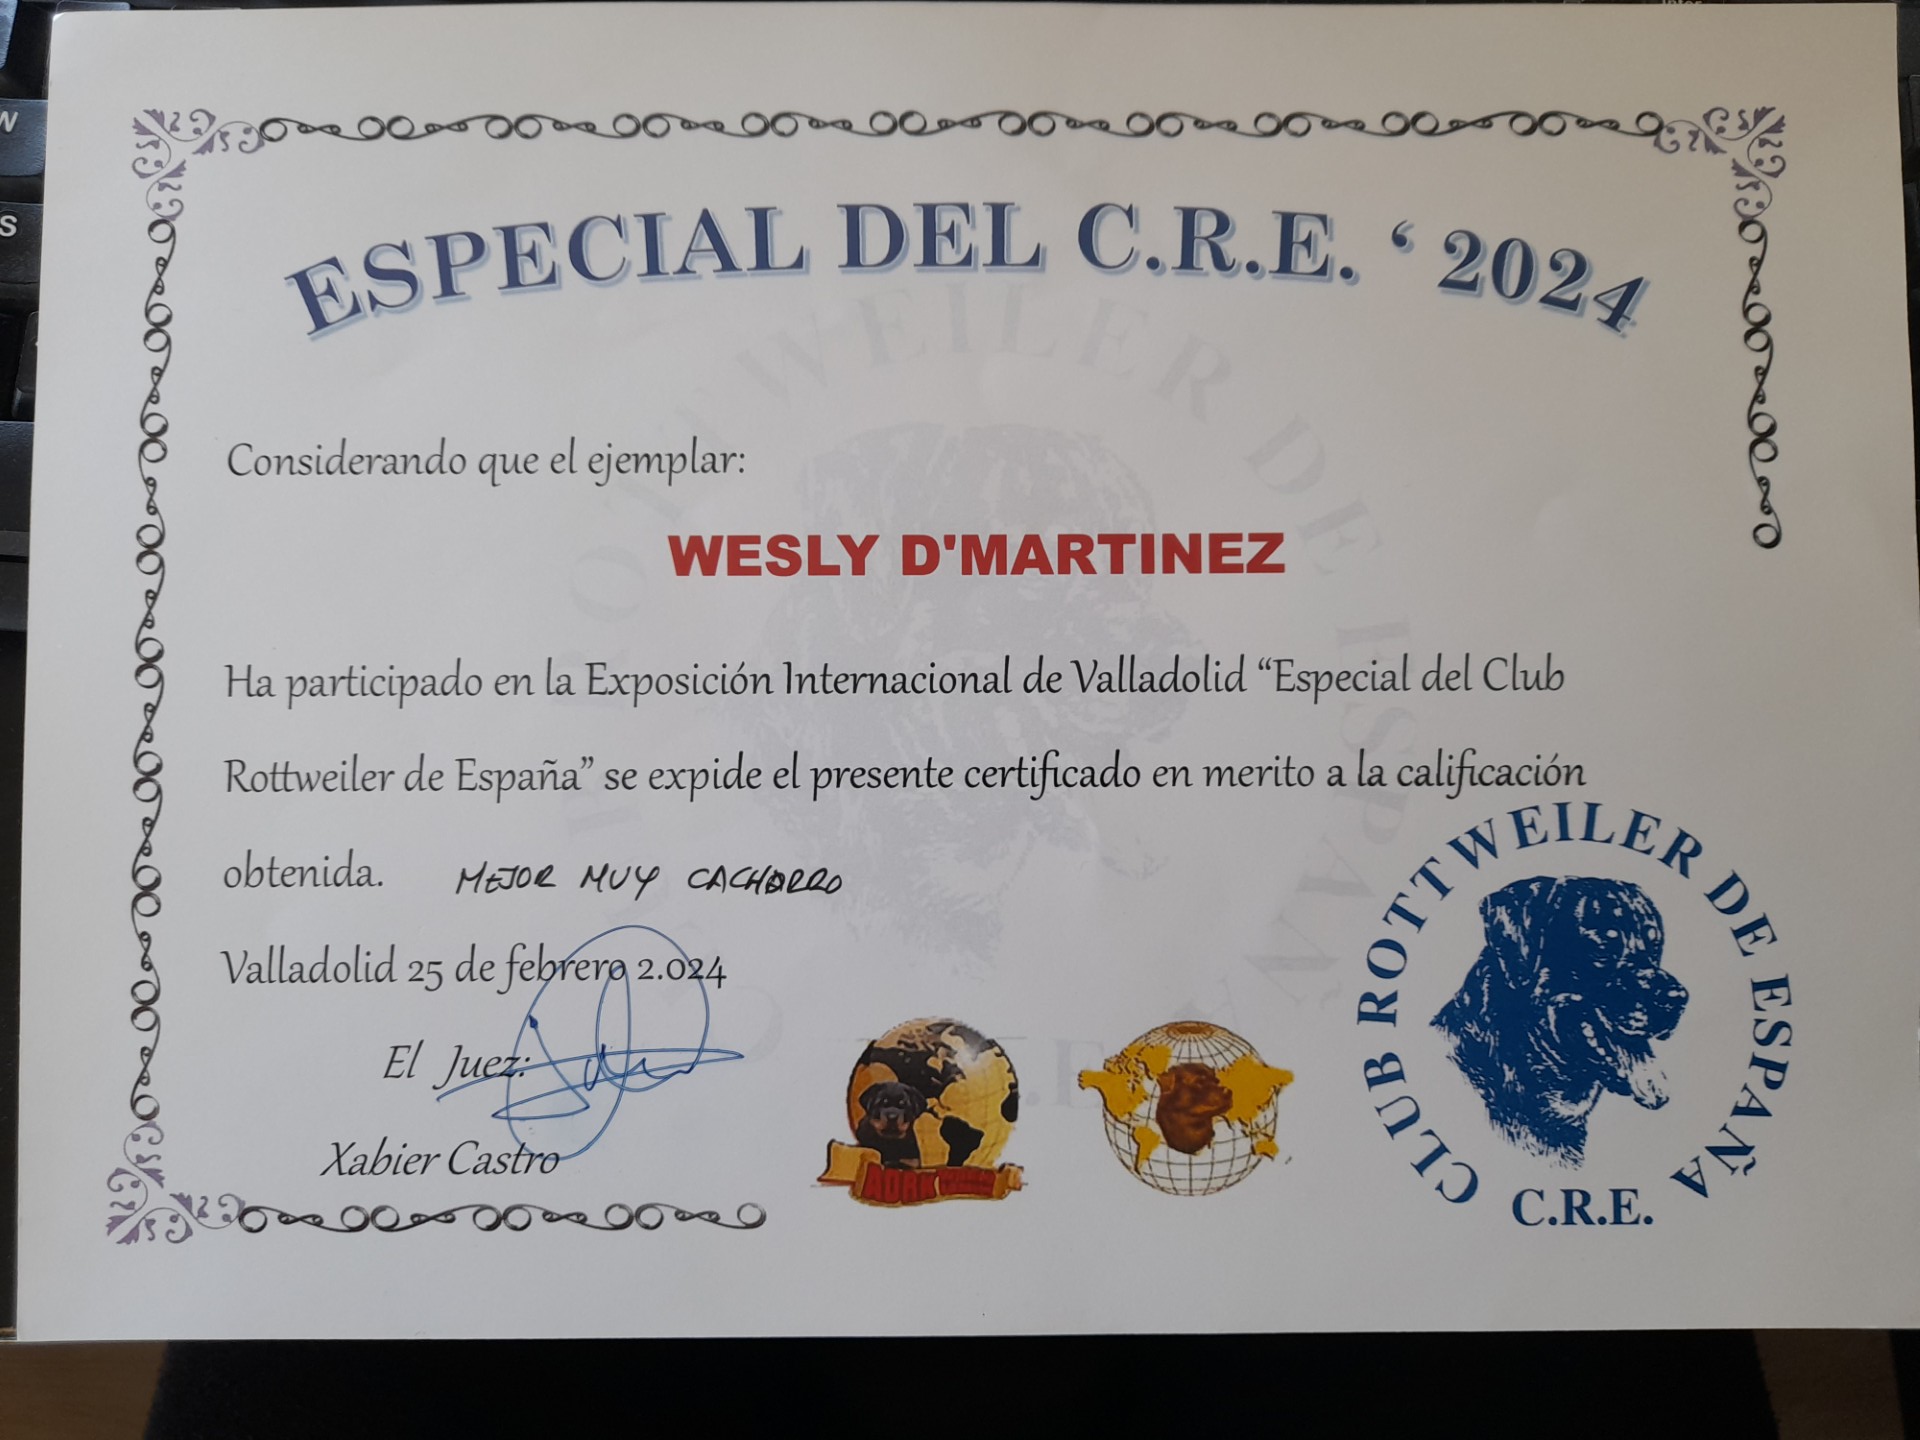 ESPECIAL DEL C.R.E. ‘ 2024
Considerando que el ejemplar:
WESLY D'MARTINEZ
Ha participado en la Exposición Internacional de Valladolid “Especial del Club
Rottweiler de España” se expide el presente certificado en merito a la calificación
obtenida. MEJOR MUY CACHORRO
Valladolid 25 de febrero 2.024
El Juez:
Xabier Castro
ADRK
CLUB ROTTWEILER DE ESPAÑA
C.R.E.
W
S